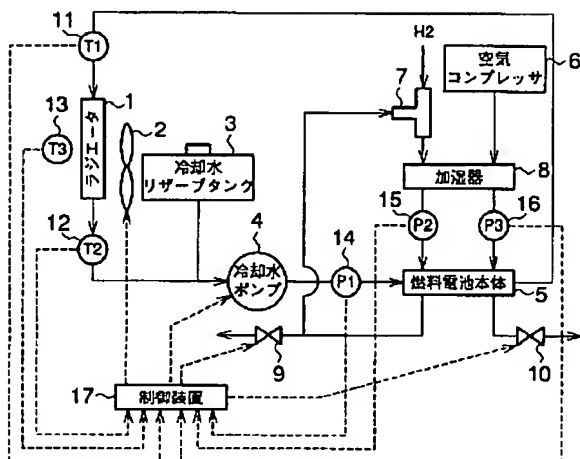 11
T1
H2
空気
コンプレッサ
6
7
1
13
2
T3
ラジエータ
3
冷却水
リザーブタンク
加湿器
8
15
16
12
4
14
P2
P3
T2
冷却水
ポンプ
P1
燃料電池本体
5
9
10
17
制御装置